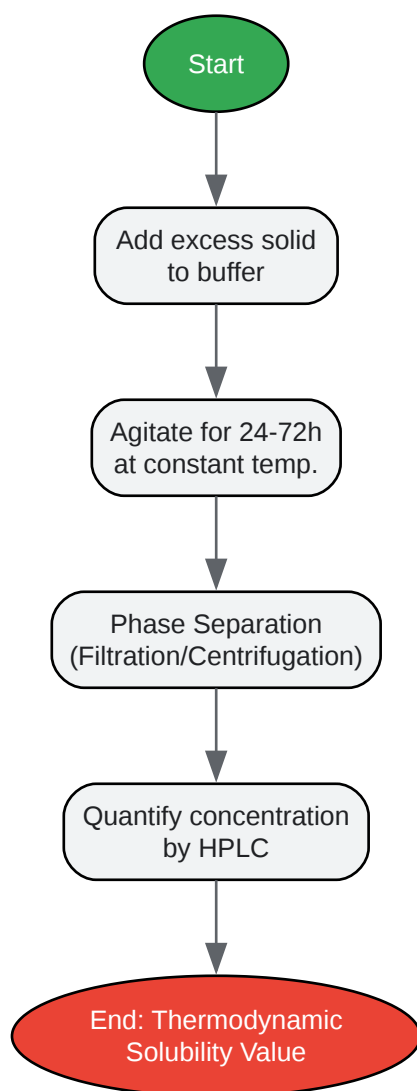 Start
Add excess solid
to buffer
Agitate for 24-72h
at constant temp.
Phase Separation
(Filtration/Centrifugation)
Quantify concentration
by HPLC
End: Thermodynamic
Solubility Value